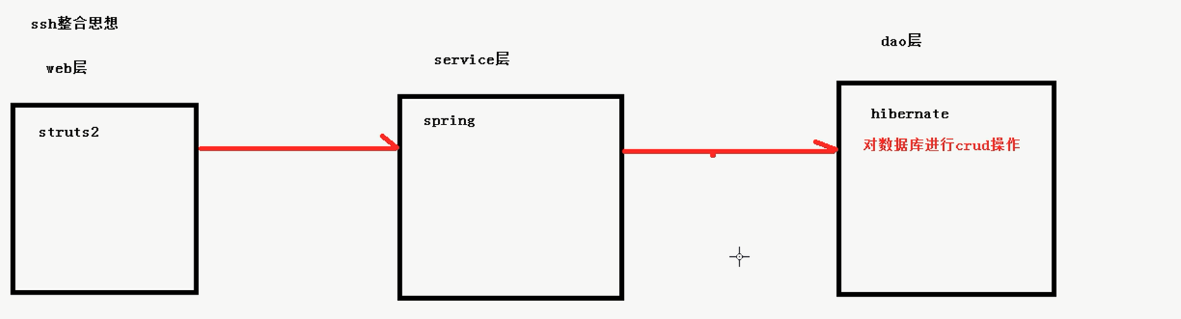 ssh整合思想
web层
service层
dao层
struts2
spring
hibernate
对数据库进行crud操作